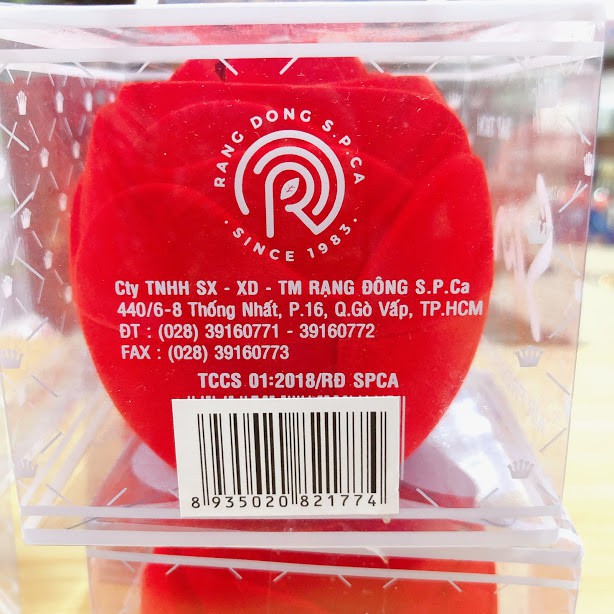 RANG DONG S.P.CA
· SINCE 1983 ·
Cty TNHH SX - XD - TM RẠNG ĐÔNG S.P.Ca
440/6-8 Thống Nhất, P.16, Q.Gò Vấp, TP.HCM
ĐT : (028) 39160771 - 39160772
FAX : (028) 39160773
TCCS 01:2018/RĐ SPCA
8 935020 821774